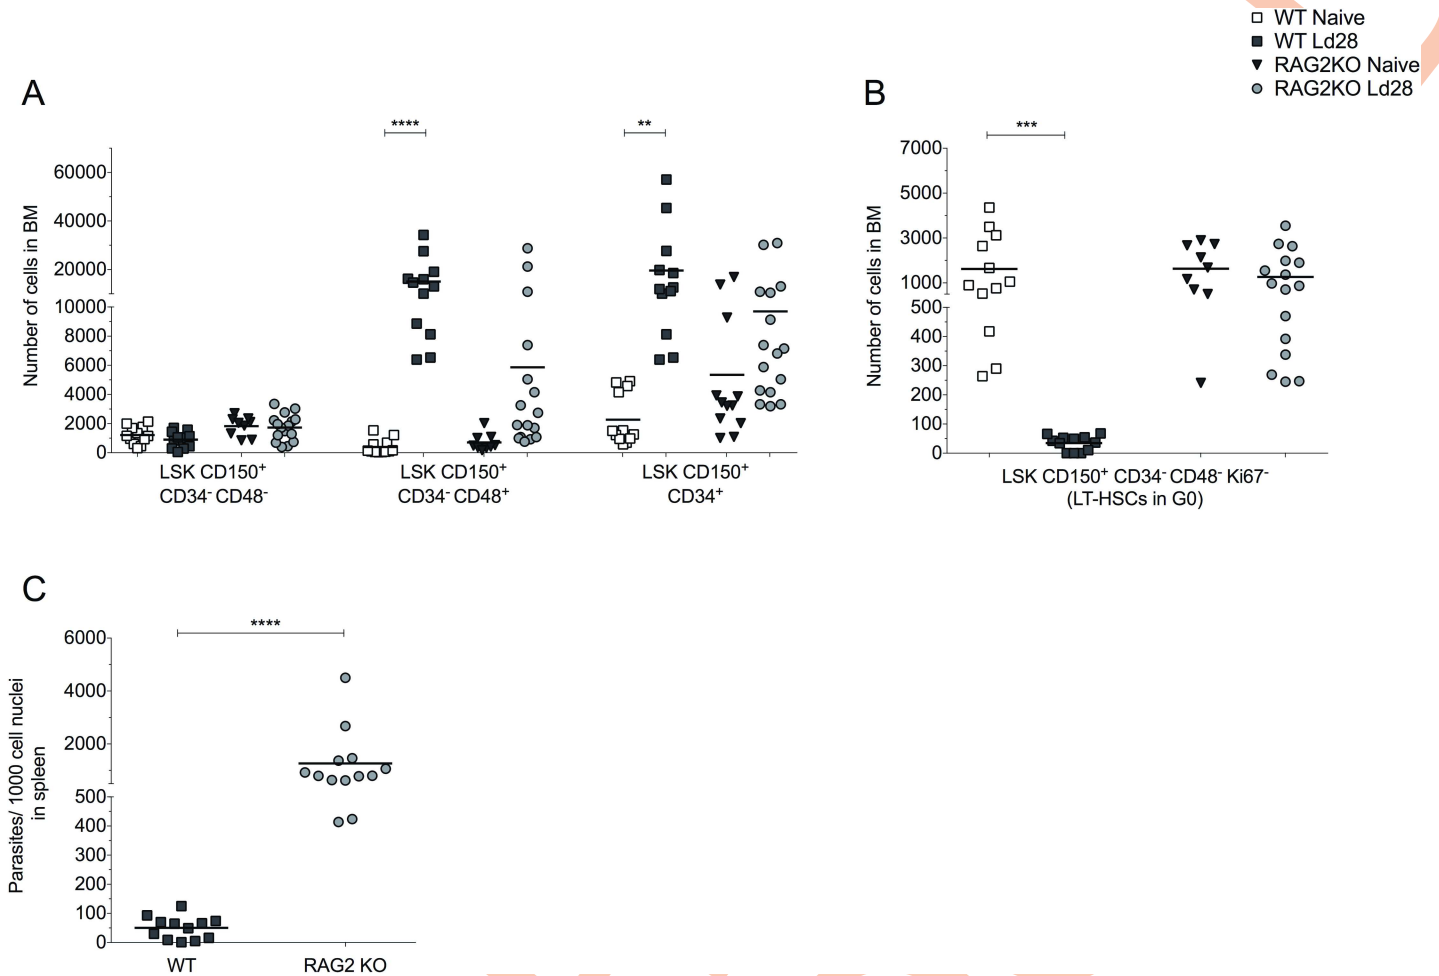 WT Naive
WT Ld28
RAG2KO Naive
RAG2KO Ld28
A
B
****
**
***
Number of cells in BM
60000
40000
20000
10000
8000
6000
4000
2000
0
LSK CD150+
CD34- CD48-
LSK CD150+
CD34- CD48+
LSK CD150+
CD34+
Number of cells in BM
7000
5000
3000
1000
500
400
300
200
100
0
LSK CD150+ CD34- CD48- Ki67-
(LT-HSCs in G0)
C
****
Parasites/ 1000 cell nuclei
in spleen
6000
4000
2000
500
400
300
200
100
0
WT
RAG2 KO